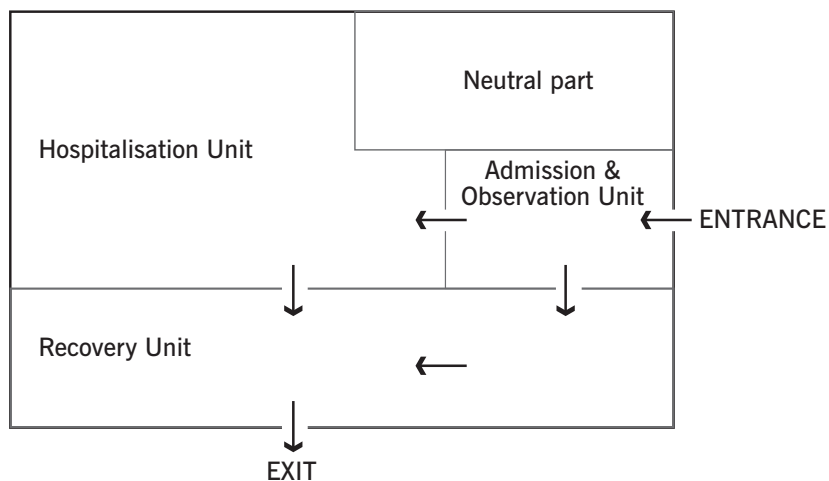 Neutral part
Hospitalisation Unit
Admission &
Observation Unit
ENTRANCE
Recovery Unit
EXIT